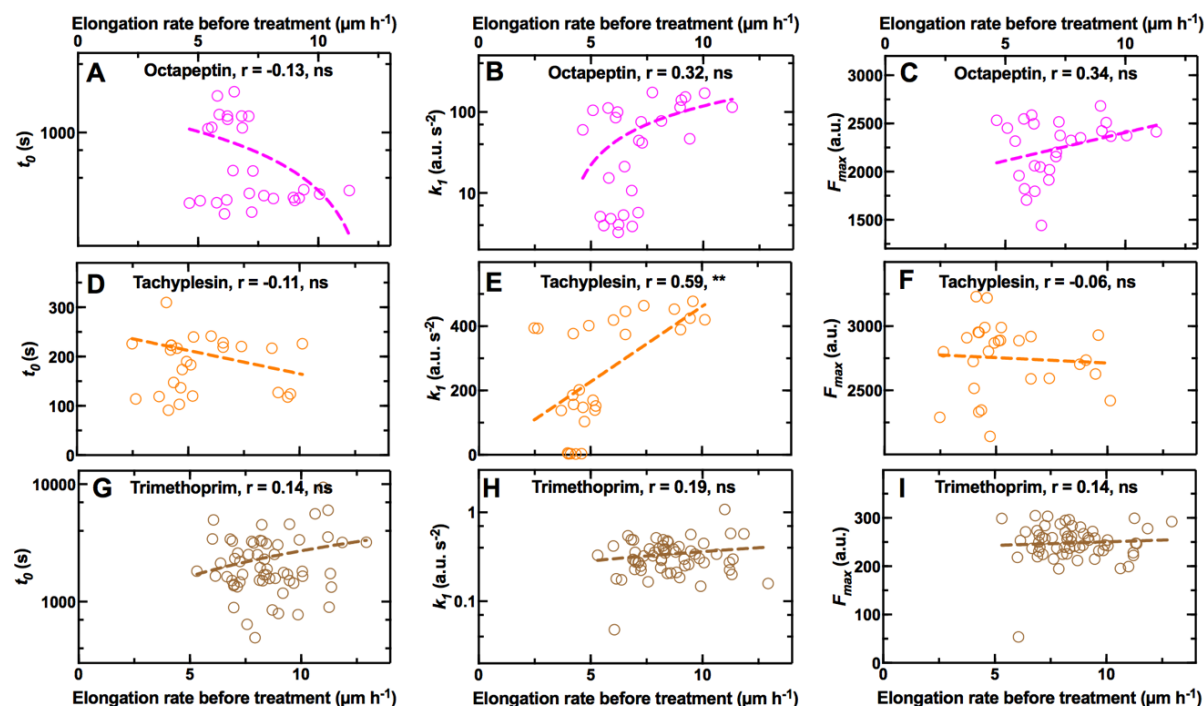 Elongation rate before treatment (µm h⁻¹)
Elongation rate before treatment (µm h⁻¹)
Elongation rate before treatment (µm h⁻¹)
0 5 10
0 5 10
0 5 10
A
Octapeptin, r = -0.13, ns
1000
t₀ (s)
B
Octapeptin, r = 0.32, ns
100
10
k₁ (a.u. s⁻²)
C
Octapeptin, r = 0.34, ns
3000
2500
2000
1500
Fmax (a.u.)
D
Tachyplesin, r = -0.11, ns
300
200
100
0
t₀ (s)
E
Tachyplesin, r = 0.59, **
400
200
0
k₁ (a.u. s⁻²)
F
Tachyplesin, r = -0.06, ns
3000
2500
Fmax (a.u.)
G
Trimethoprim, r = 0.14, ns
10000
1000
t₀ (s)
H
Trimethoprim, r = 0.19, ns
1
0.1
k₁ (a.u. s⁻²)
I
Trimethoprim, r = 0.14, ns
300
200
100
0
Fmax (a.u.)
0 5 10
0 5 10
0 5 10
Elongation rate before treatment (µm h⁻¹)
Elongation rate before treatment (µm h⁻¹)
Elongation rate before treatment (µm h⁻¹)